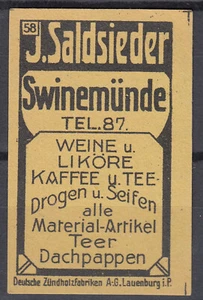 58
J. Saldsieder
Swinemünde
TEL. 87.
WEINE u.
LIKÖRE
KAFFEE u. TEE-
Drogen u. Seifen
alle
Material-Artikel
Teer
Dachpappen
Deutsche Zündholzfabriken A-G. Lauenburg i. P.